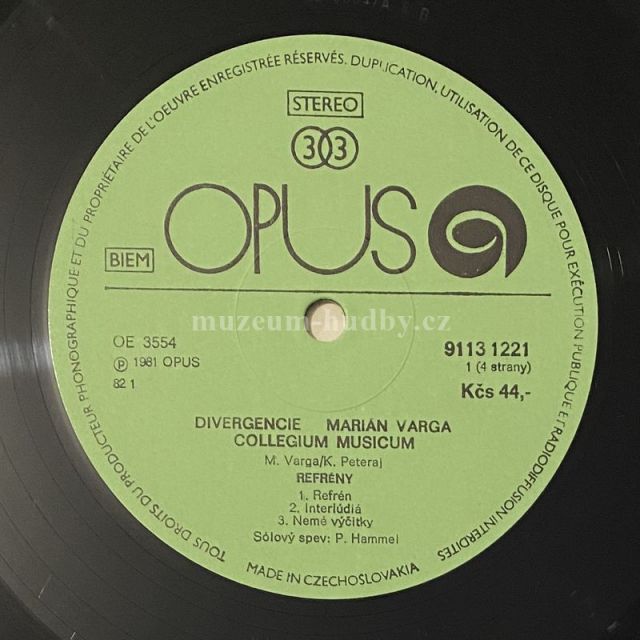 TOUS DROITS DU PRODUCTEUR PHONOGRAPHIQUE ET DU PROPRIÉTAIRE DE L'OEUVRE ENREGISTRÉE RÉSERVÉS. DUPLICATION, UTILISATION DE CE DISQUE POUR EXÉCUTION PUBLIQUE ET RADIODIFFUSION INTERDITES
STEREO
33
OPUS
BIEM
muzeum-hudby.cz
OE 3554
9113 1221
Ⓟ 1981 OPUS
1 (4 strany)
82 1
Kčs 44,-
DIVERGENCIE MARIÁN VARGA
COLLEGIUM MUSICUM
M. Varga/K. Peteraj
REFRÉNY
1. Refrén
2. Interlúdiá
3. Nemé výčitky
Sólový spev: P. Hammel
MADE IN CZECHOSLOVAKIA